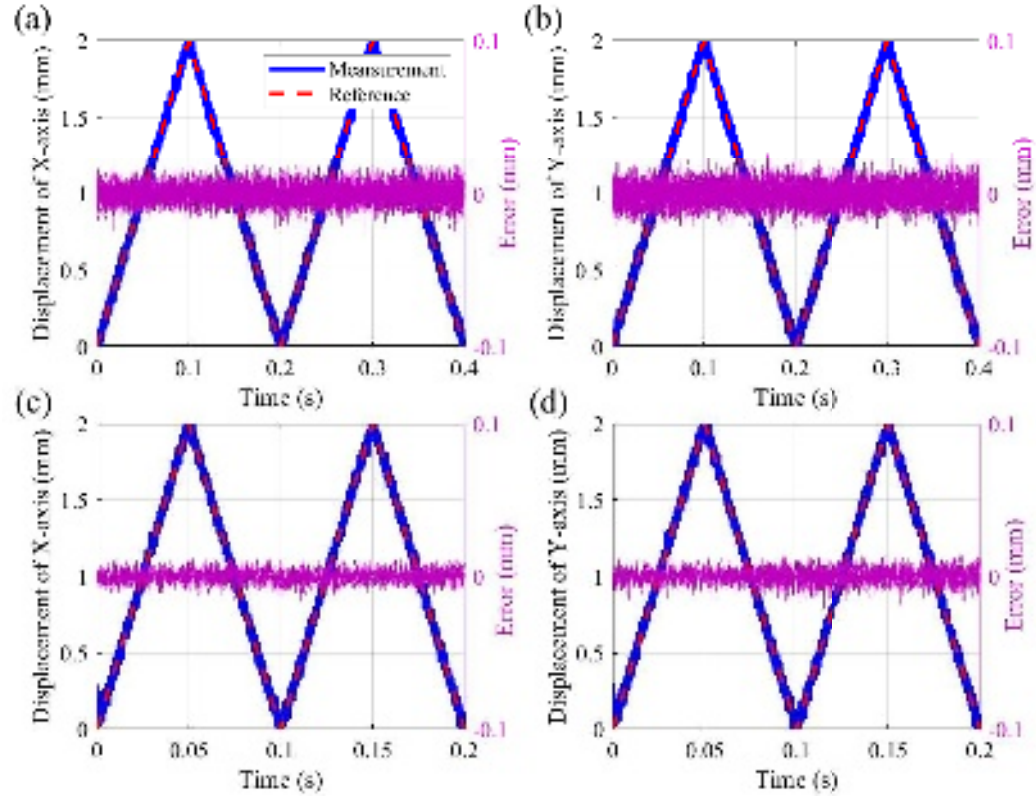 (a)
Displacement of X-axis (mm)
2
1.5
1
0.5
0
0 0.1 0.2 0.3 0.4
Time (s)
0.1
0
-0.1
Error (mm)
Measurement
Reference
(b)
Displacement of Y-axis (mm)
2
1.5
1
0.5
0
0 0.1 0.2 0.3 0.4
Time (s)
0.1
0
-0.1
Error (mm)
(c)
Displacement of X-axis (mm)
2
1.5
1
0.5
0
0 0.05 0.1 0.15 0.2
Time (s)
0.1
0
-0.1
Error (mm)
(d)
Displacement of Y-axis (mm)
2
1.5
1
0.5
0
0 0.05 0.1 0.15 0.2
Time (s)
0.1
0
-0.1
Error (mm)